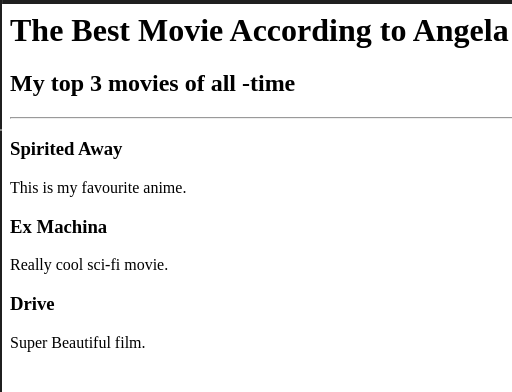 The Best Movie According to Angela
My top 3 movies of all -time
Spirited Away
This is my favourite anime.
Ex Machina
Really cool sci-fi movie.
Drive
Super Beautiful film.